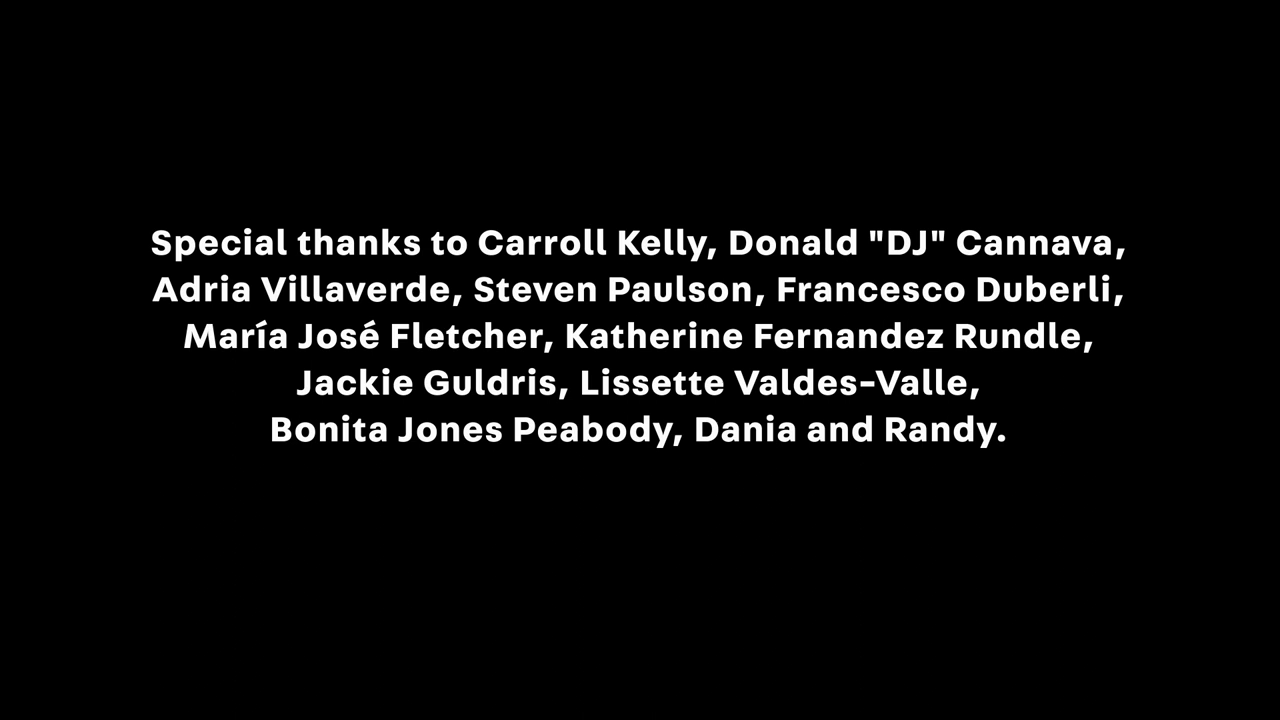 Special thanks to Carroll Kelly, Donald "DJ" Cannava,
Adria Villaverde, Steven Paulson, Francesco Duberli,
María José Fletcher, Katherine Fernandez Rundle,
Jackie Guldris, Lissette Valdes-Valle,
Bonita Jones Peabody, Dania and Randy.